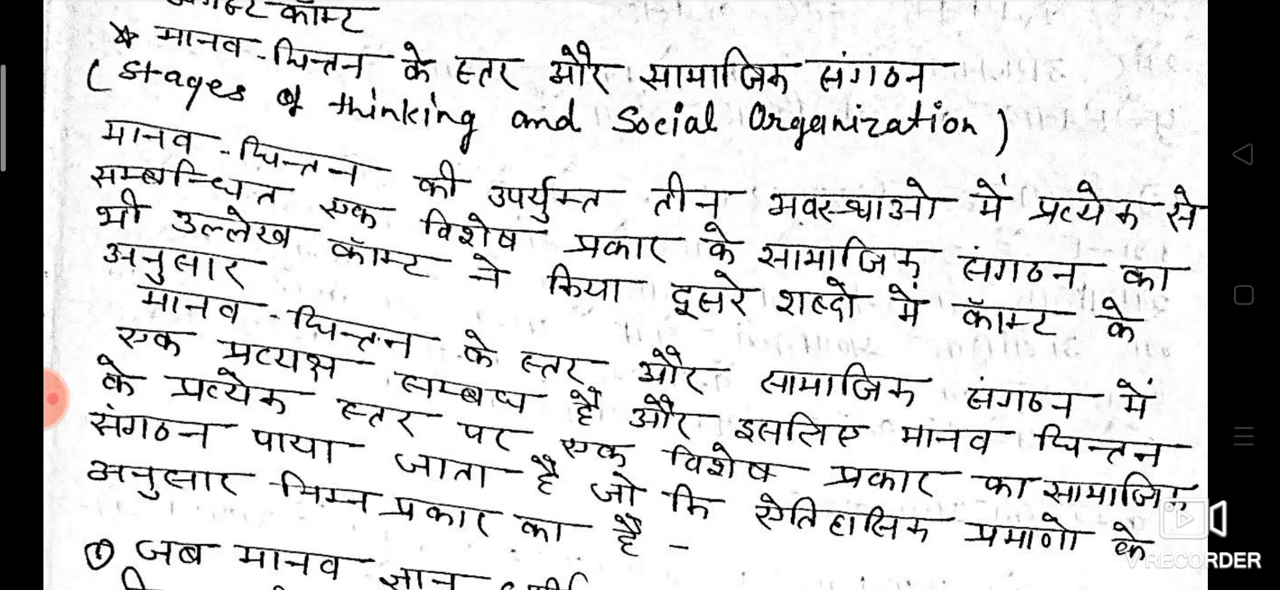 अगस्ट कॉम्ट
* मानव-चिन्तन के स्तर और सामाजिक संगठन
(Stages of thinking and Social Organization)
मानव-चिन्तन की उपर्युक्त तीन अवस्थाओ में प्रत्येक से
सम्बन्धित एक विशेष प्रकार के सामाजिक संगठन का
भी उल्लेख कॉम्ट ने किया दूसरे शब्दो में कॉम्ट के
अनुसार
मानव-चिन्तन के स्तर और सामाजिक संगठन में
एक प्रत्यक्ष सम्बन्ध है और इसलिए मानव चिन्तन
के प्रत्येक स्तर पर एक विशेष प्रकार का सामाजिक
संगठन पाया जाता है जो कि ऐतिहासिक प्रमाणो के
अनुसार निम्न प्रकार का है -
① जब मानव ज्ञान
V RECORDER